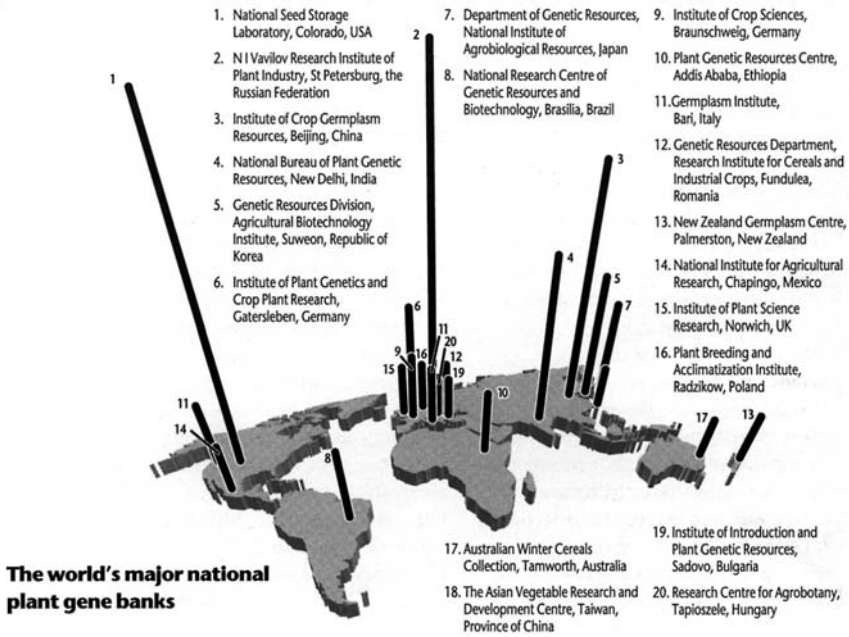 1. National Seed Storage
Laboratory, Colorado, USA
2. N I Vavilov Research Institute of
Plant Industry, St Petersburg, the
Russian Federation
3. Institute of Crop Germplasm
Resources, Beijing, China
4. National Bureau of Plant Genetic
Resources, New Delhi, India
5. Genetic Resources Division,
Agricultural Biotechnology
Institute, Suweon, Republic of
Korea
6. Institute of Plant Genetics and
Crop Plant Research,
Gatersleben, Germany
7. Department of Genetic Resources,
National Institute of
Agrobiological Resources, Japan
8. National Research Centre of
Genetic Resources and
Biotechnology, Brasilia, Brazil
9. Institute of Crop Sciences,
Braunschweig, Germany
10. Plant Genetic Resources Centre,
Addis Ababa, Ethiopia
11. Germplasm Institute,
Bari, Italy
12. Genetic Resources Department,
Research Institute for Cereals and
Industrial Crops, Fundulea,
Romania
13. New Zealand Germplasm Centre,
Palmerston, New Zealand
14. National Institute for Agricultural
Research, Chapingo, Mexico
15. Institute of Plant Science
Research, Norwich, UK
16. Plant Breeding and
Acclimatization Institute,
Radzikow, Poland
1
2
3
4
5
6
7
11
9
16
20
12
15
19
10
11
14
8
17
13
17. Australian Winter Cereals
Collection, Tamworth, Australia
18. The Asian Vegetable Research and
Development Centre, Taiwan,
Province of China
19. Institute of Introduction and
Plant Genetic Resources,
Sadovo, Bulgaria
20. Research Centre for Agrobotany,
Tapioszele, Hungary
The world's major national
plant gene banks